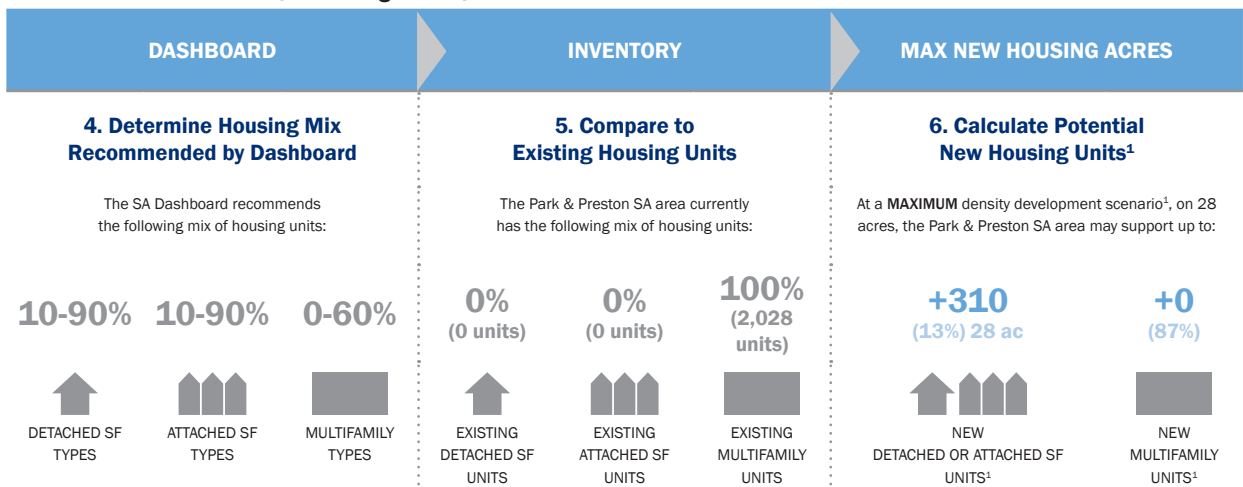 DASHBOARD
INVENTORY
MAX NEW HOUSING ACRES
4. Determine Housing Mix
Recommended by Dashboard
The SA Dashboard recommends
the following mix of housing units:
10-90% 10-90% 0-60%
DETACHED SF
TYPES
ATTACHED SF
TYPES
MULTIFAMILY
TYPES
5. Compare to
Existing Housing Units
The Park & Preston SA area currently
has the following mix of housing units:
0%
(0 units)
0%
(0 units)
100%
(2,028
units)
EXISTING
DETACHED SF
UNITS
EXISTING
ATTACHED SF
UNITS
EXISTING
MULTIFAMILY
UNITS
6. Calculate Potential
New Housing Units¹
At a MAXIMUM density development scenario¹, on 28
acres, the Park & Preston SA area may support up to:
+310
(13%) 28 ac
+0
(87%)
NEW
DETACHED OR ATTACHED SF
UNITS¹
NEW
MULTIFAMILY
UNITS¹